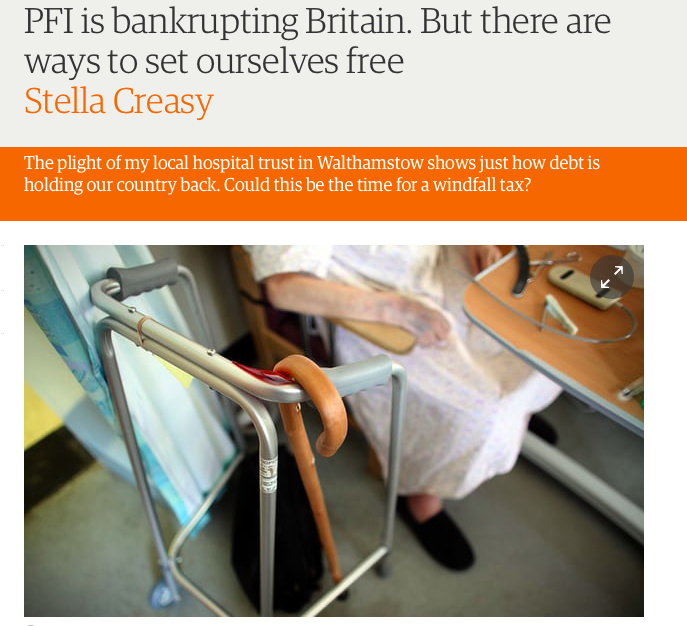 PFI is bankrupting Britain. But there are
ways to set ourselves free
Stella Creasy
The plight of my local hospital trust in Walthamstow shows just how debt is
holding our country back. Could this be the time for a windfall tax?